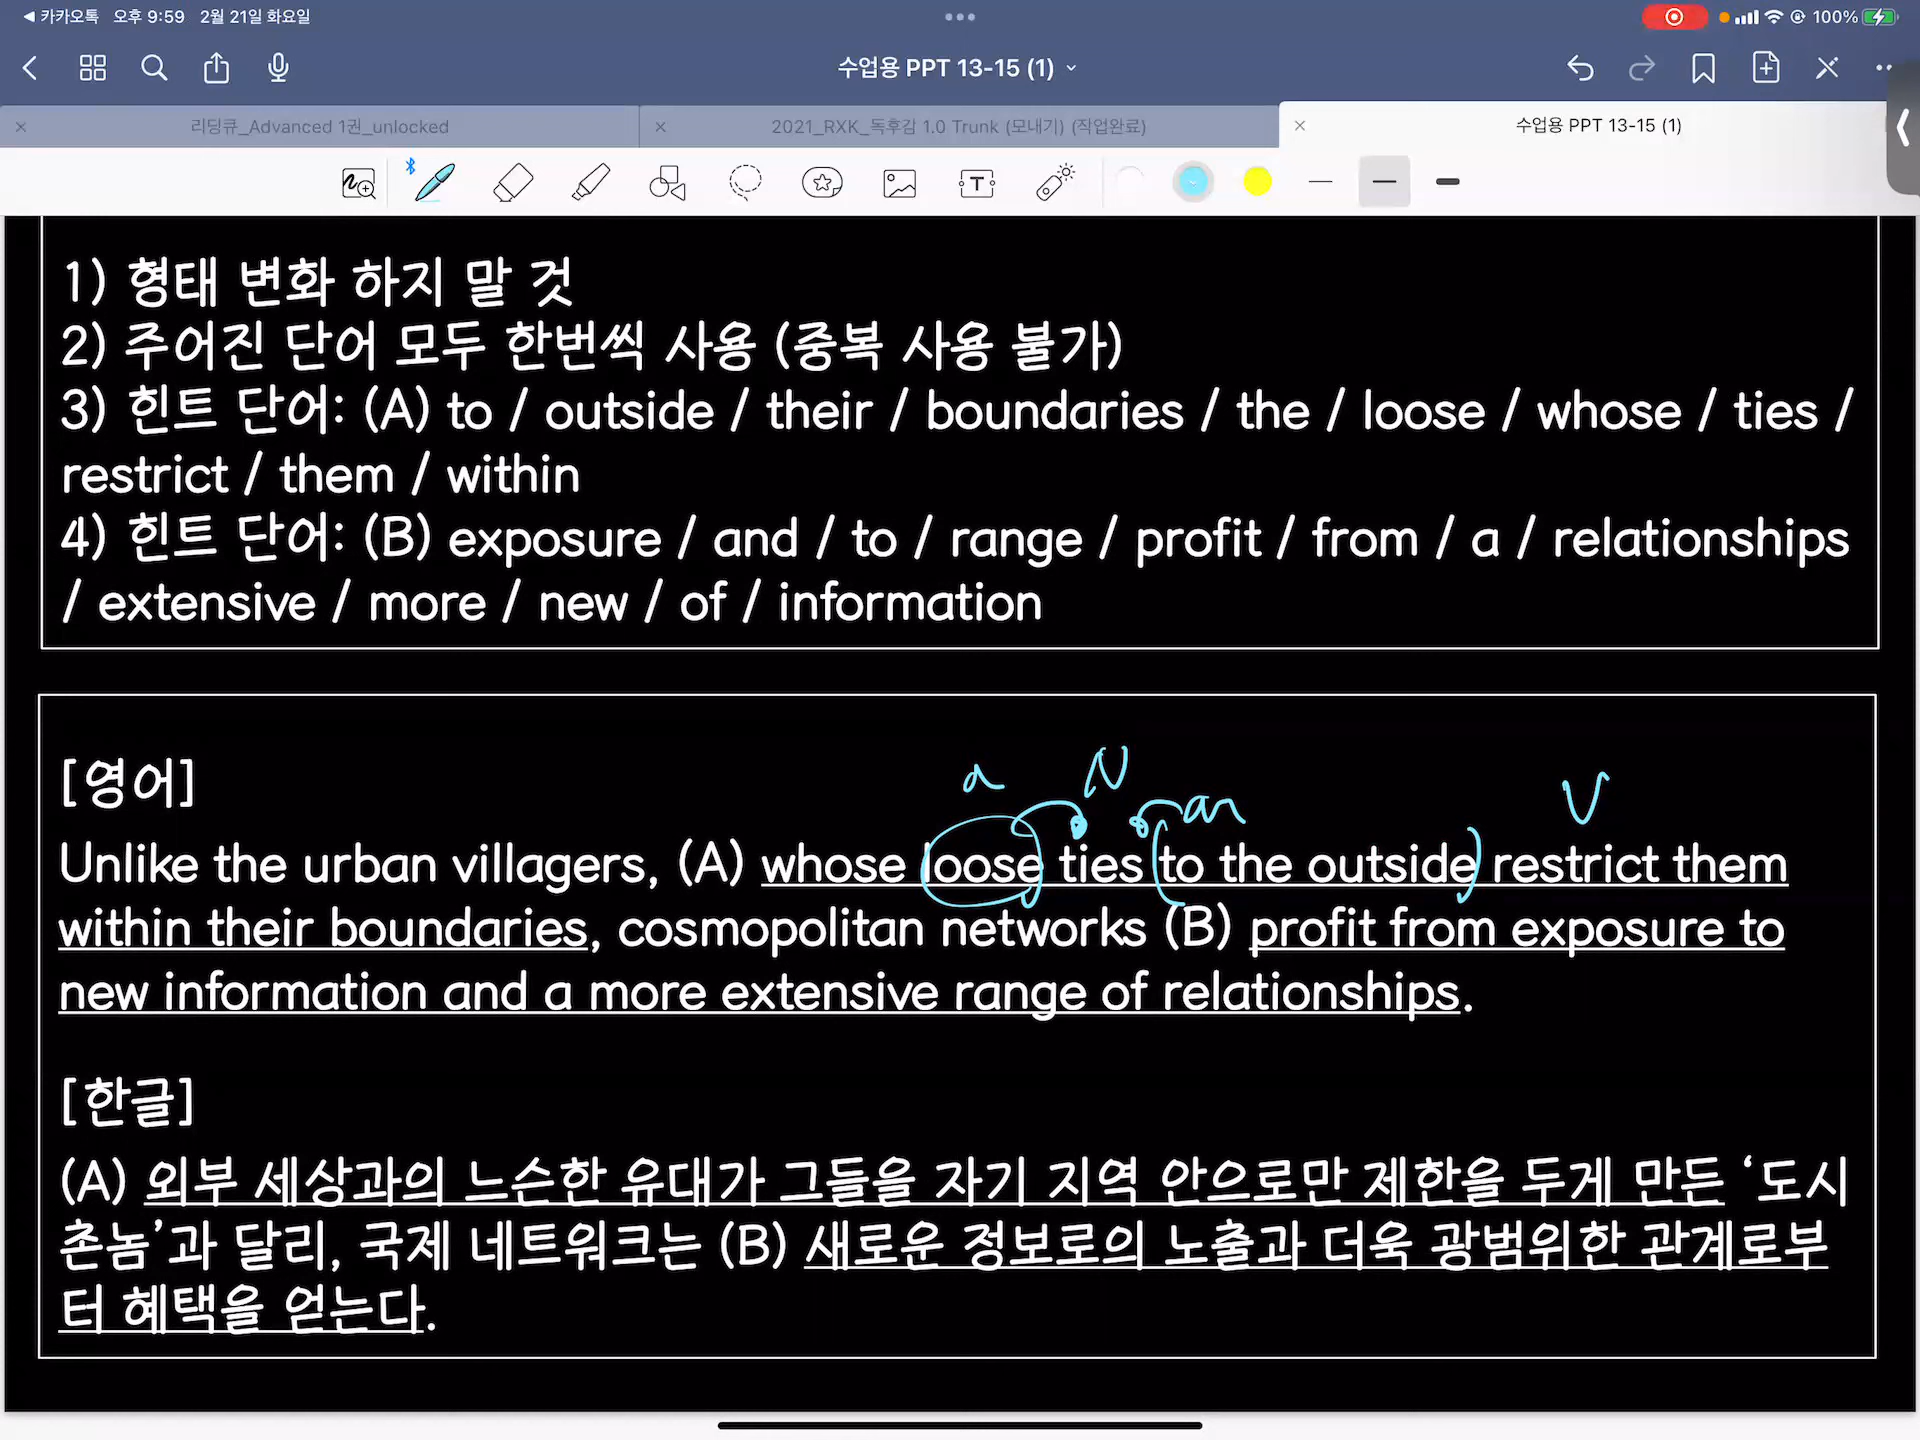 ◀ 카카오톡 오후 9:59 2월 21일 화요일 100%
수업용 PPT 13-15 (1)
리딩큐_Advanced 1권_unlocked 2021_RXK_독후감 1.0 Trunk (모내기) (작업완료) 수업용 PPT 13-15 (1)
1) 형태 변화 하지 말 것
2) 주어진 단어 모두 한번씩 사용 (중복 사용 불가)
3) 힌트 단어: (A) to / outside / their / boundaries / the / loose / whose / ties /
restrict / them / within
4) 힌트 단어: (B) exposure / and / to / range / profit / from / a / relationships
/ extensive / more / new / of / information
[영어]
a N V
Unlike the urban villagers, (A) whose loose ties to the outside restrict them
within their boundaries, cosmopolitan networks (B) profit from exposure to
new information and a more extensive range of relationships.
[한글]
(A) 외부 세상과의 느슨한 유대가 그들을 자기 지역 안으로만 제한을 두게 만든 ‘도시
촌놈’과 달리, 국제 네트워크는 (B) 새로운 정보로의 노출과 더욱 광범위한 관계로부
터 혜택을 얻는다.